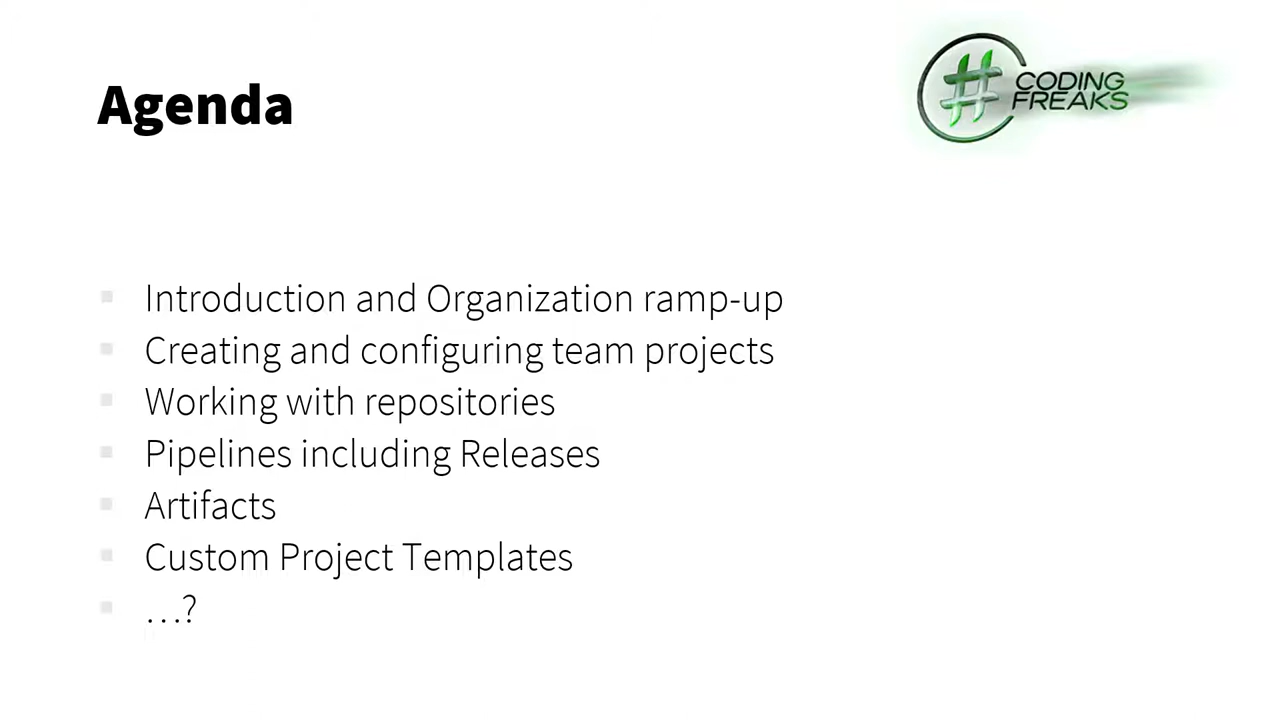 Agenda
# CODING
FREAKS
Introduction and Organization ramp-up
Creating and configuring team projects
Working with repositories
Pipelines including Releases
Artifacts
Custom Project Templates
...?